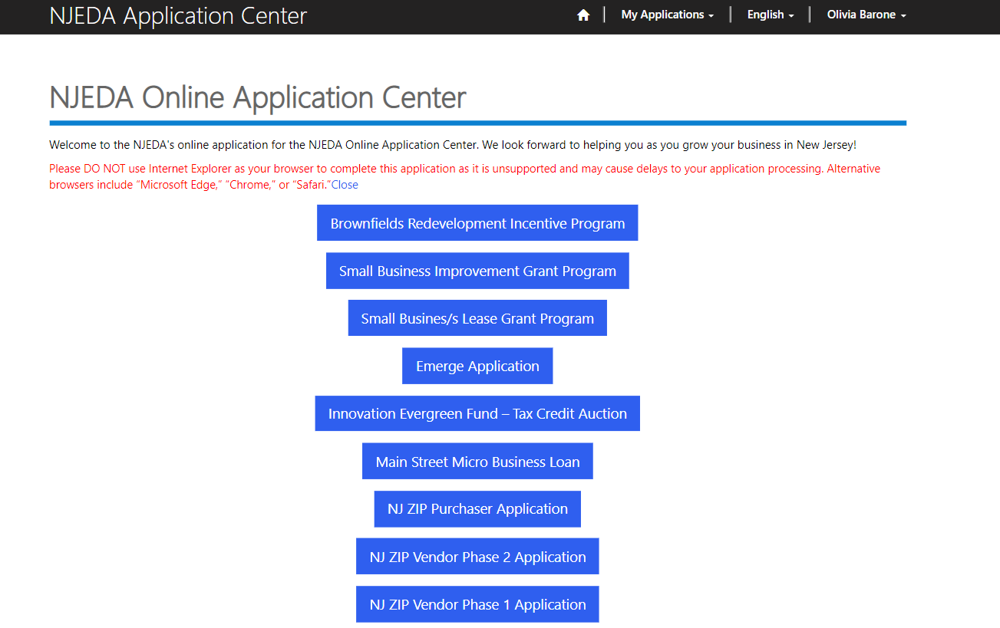 NJEDA Application Center
My Applications
English
Olivia Barone
NJEDA Online Application Center
Welcome to the NJEDA's online application for the NJEDA Online Application Center. We look forward to helping you as you grow your business in New Jersey!
Please DO NOT use Internet Explorer as your browser to complete this application as it is unsupported and may cause delays to your application processing. Alternative
browsers include “Microsoft Edge,” “Chrome,” or “Safari.”Close
Brownfields Redevelopment Incentive Program
Small Business Improvement Grant Program
Small Busines/s Lease Grant Program
Emerge Application
Innovation Evergreen Fund – Tax Credit Auction
Main Street Micro Business Loan
NJ ZIP Purchaser Application
NJ ZIP Vendor Phase 2 Application
NJ ZIP Vendor Phase 1 Application